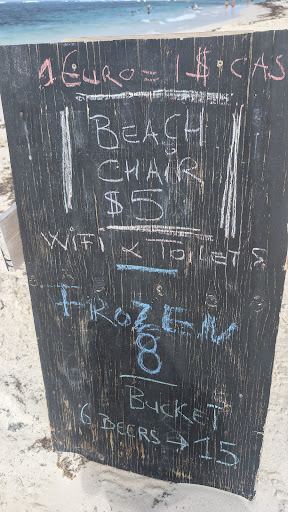 1 EURO = 1 $ CAS
BEACH
CHAIR
$ 5
WIFI & TOILETS
FROZEN
8
BUCKET
6 BEERS → 15